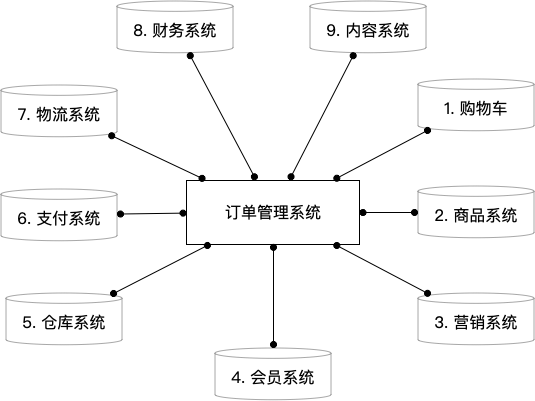 8. 财务系统
9. 内容系统
7. 物流系统
1. 购物车
6. 支付系统
订单管理系统
2. 商品系统
5. 仓库系统
3. 营销系统
4. 会员系统